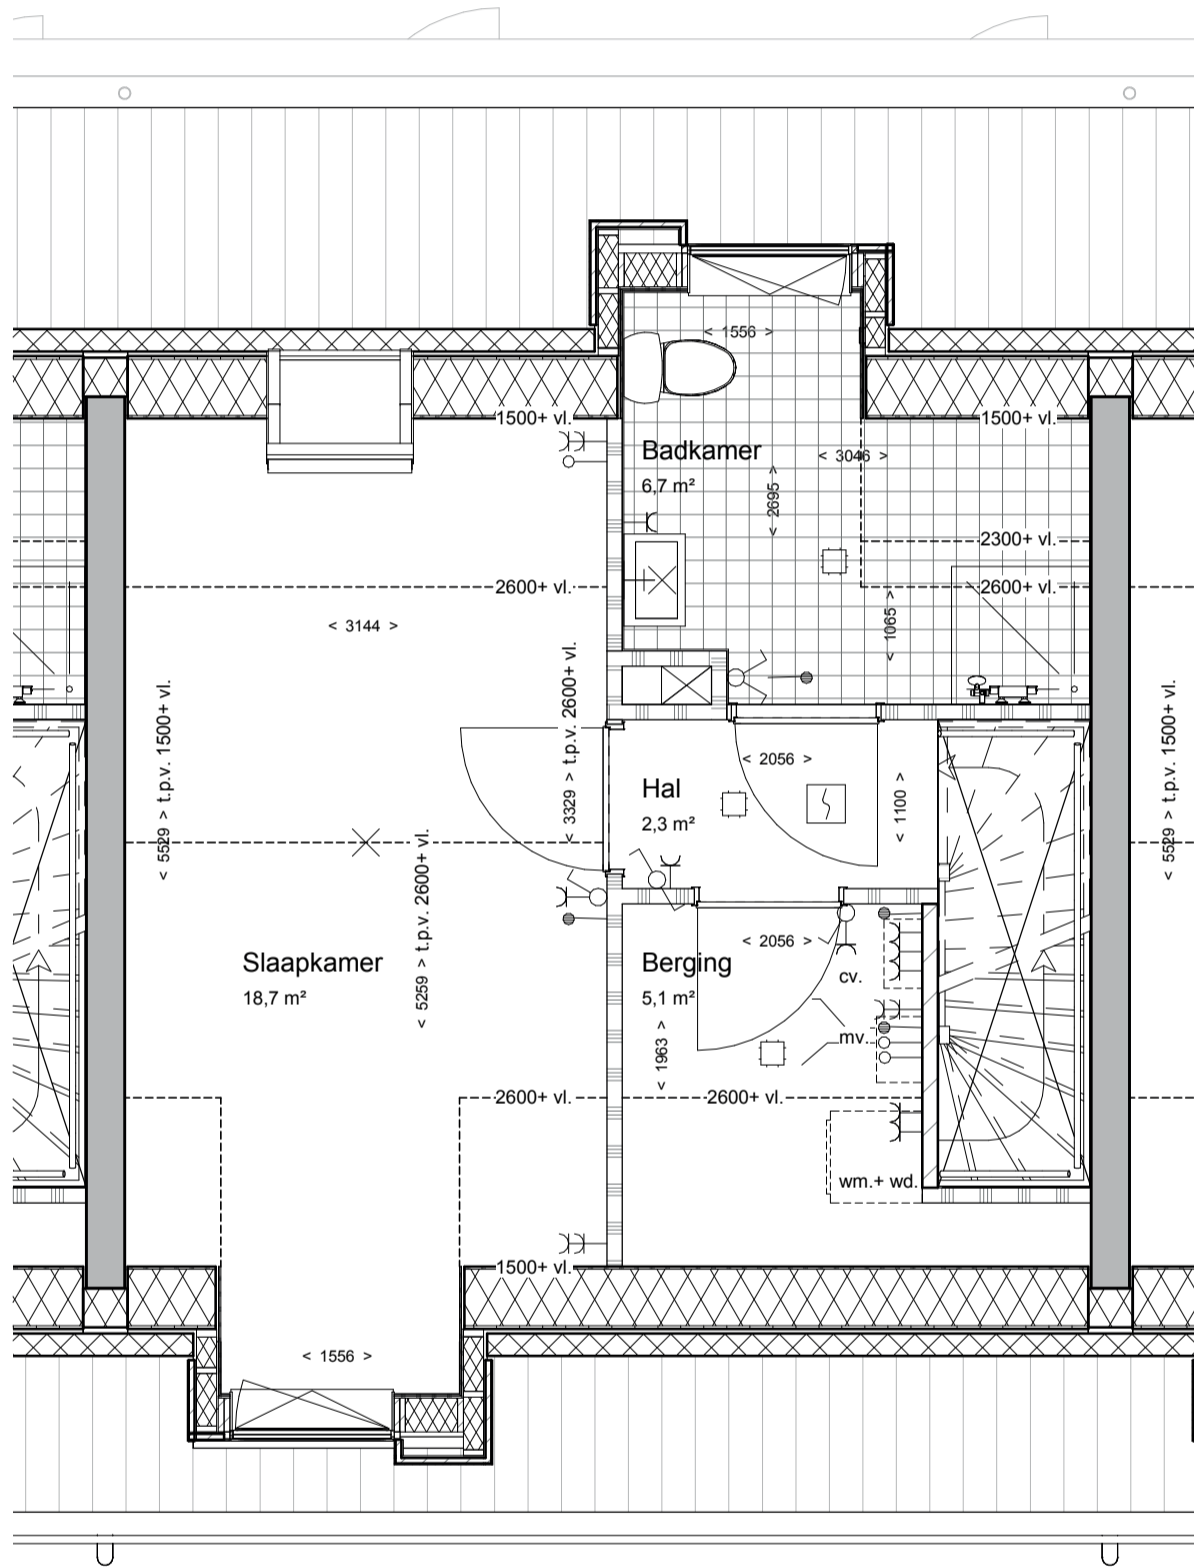 < 1556 >
1500+ vl.
1500+ vl.
Badkamer
6,7 m²
< 3046 >
< 2695 >
2300+ vl.
2600+ vl.
2600+ vl.
< 3144 >
< 1065 >
< 5529 > t.p.v. 1500+ vl.
< 3329 > t.p.v. 2600+ vl.
< 5529 > t.p.v. 1500+ vl.
< 2056 >
Hal
2,3 m²
< 1100 >
< 5259 > t.p.v. 2600+ vl.
Slaapkamer
18,7 m²
Berging
5,1 m²
< 2056 >
cv.
mv.
< 1963 >
2600+ vl.
2600+ vl.
wm.+ wd.
1500+ vl.
< 1556 >